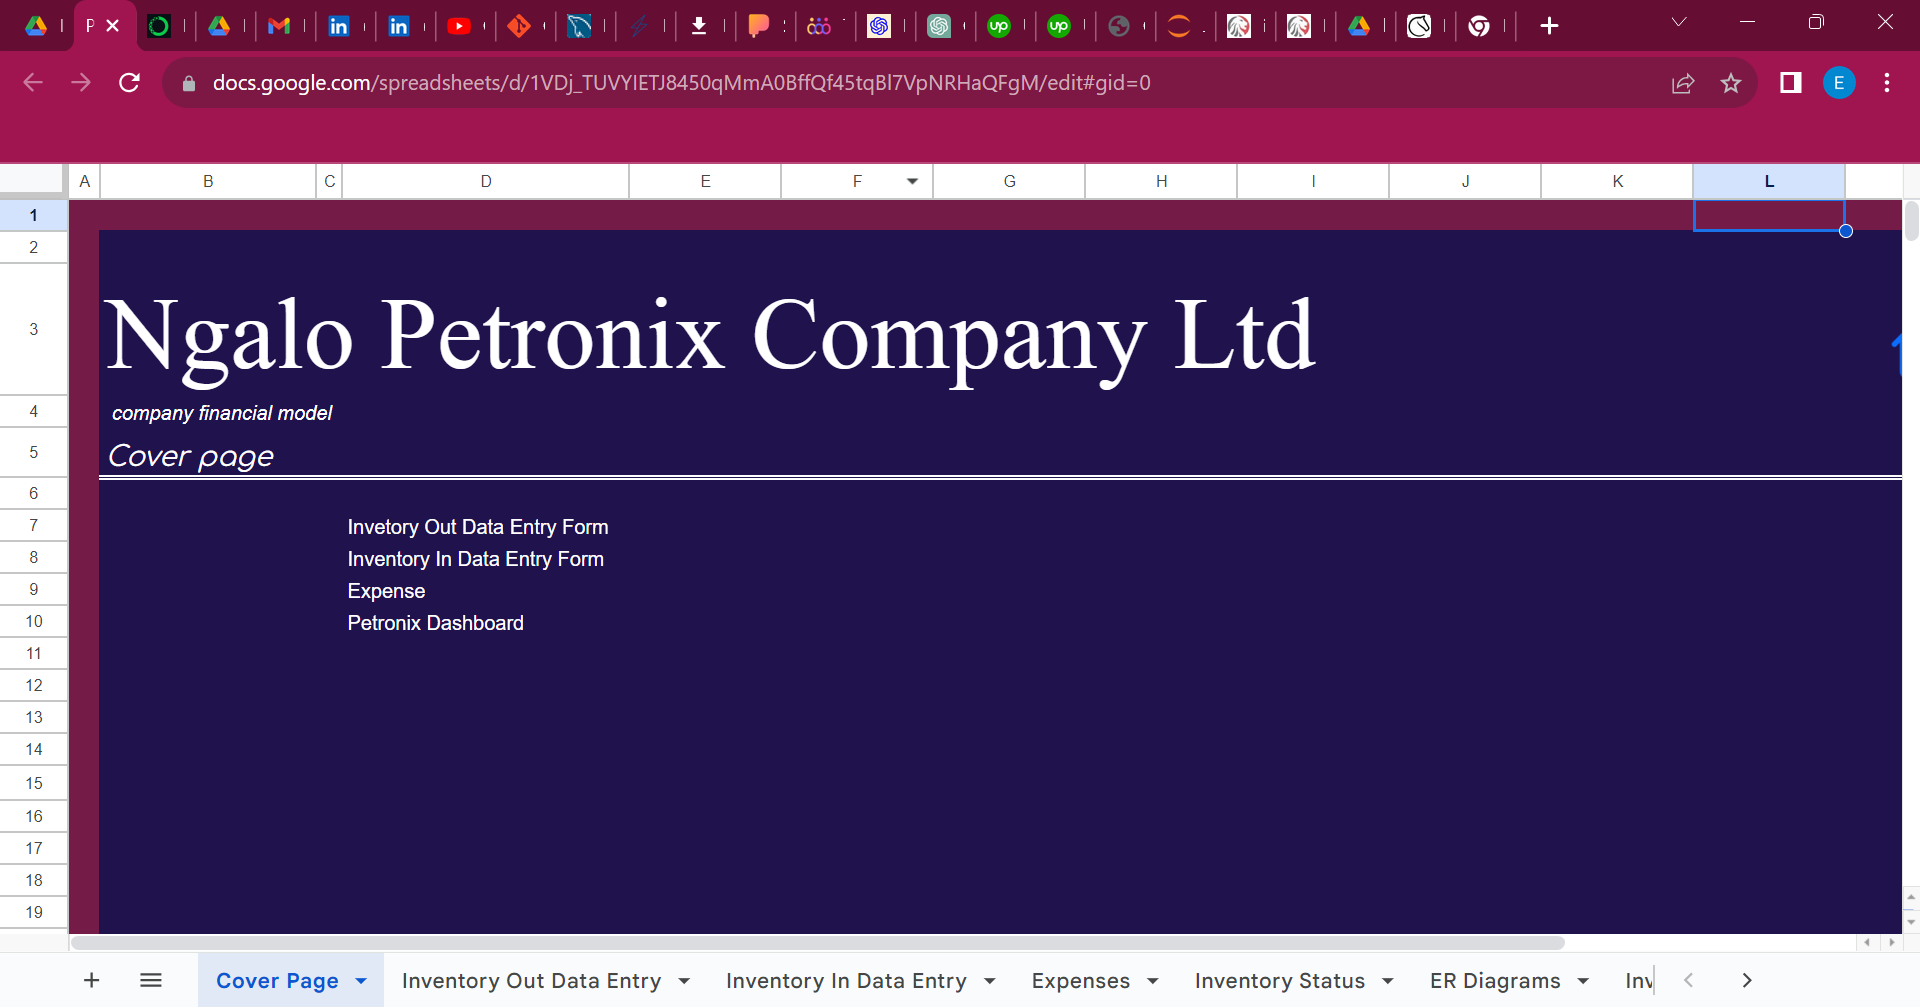 P
docs.google.com/spreadsheets/d/1VDj_TUVYIETJ8450qMmA0BffQf45tqBl7VpNRHaQFgM/edit#gid=0
E
A B C D E F G H I J K L
1
2
3 Ngalo Petronix Company Ltd
4 company financial model
5 Cover page
6
7 Invetory Out Data Entry Form
8 Inventory In Data Entry Form
9 Expense
10 Petronix Dashboard
11
12
13
14
15
16
17
18
19
Cover Page Inventory Out Data Entry Inventory In Data Entry Expenses Inventory Status ER Diagrams